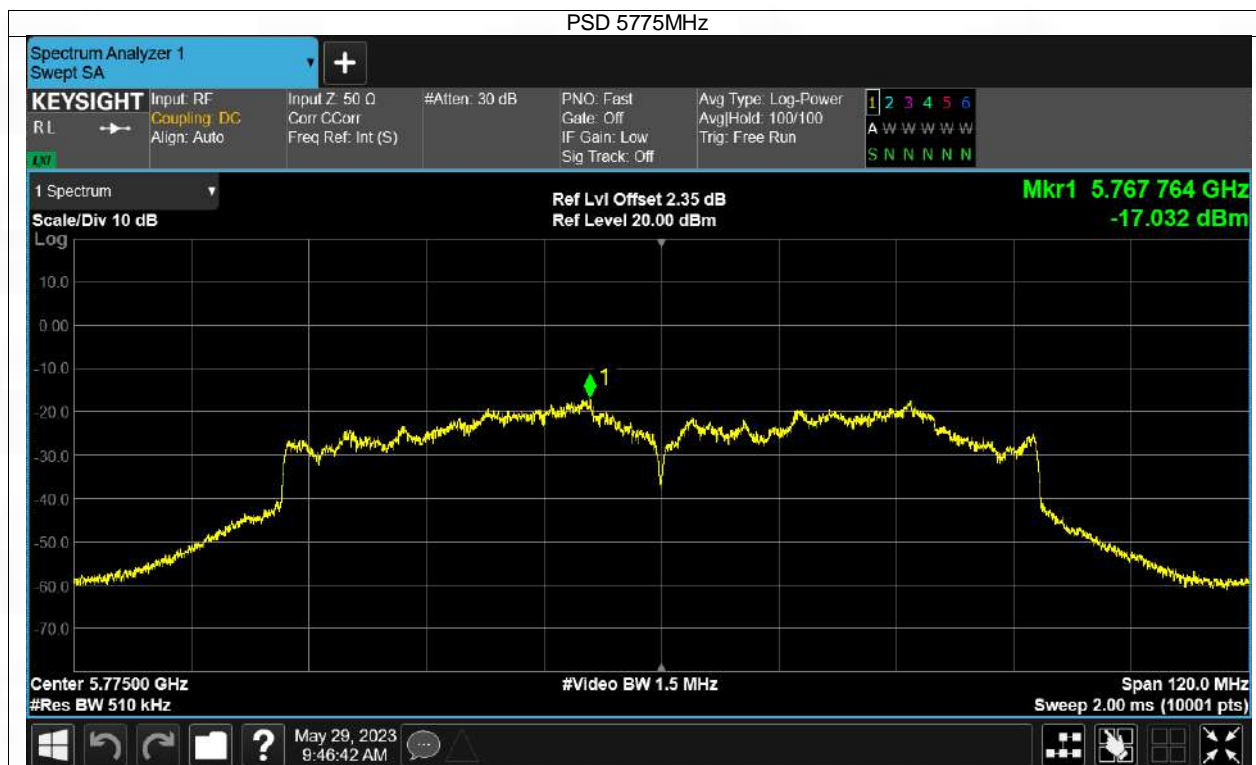 PSD 5775MHz
Spectrum Analyzer 1
Swept SA
+
KEYSIGHT
RL
LXI
Input: RF
Coupling: DC
Align: Auto
Input Z: 50 Ω
Corr CCorr
Freq Ref: Int (S)
#Atten: 30 dB
PNO: Fast
Gate: Off
IF Gain: Low
Sig Track: Off
Avg Type: Log-Power
Avg|Hold: 100/100
Trig: Free Run
1 2 3 4 5 6
A W W W W W
S N N N N N
1 Spectrum
Scale/Div 10 dB
Log
Ref Lvl Offset 2.35 dB
Ref Level 20.00 dBm
Mkr1 5.767 764 GHz
-17.032 dBm
10.0
0.00
-10.0
1
-20.0
-30.0
-40.0
-50.0
-60.0
-70.0
Center 5.77500 GHz
#Res BW 510 kHz
#Video BW 1.5 MHz
Span 120.0 MHz
Sweep 2.00 ms (10001 pts)
?
May 29, 2023
9:46:42 AM